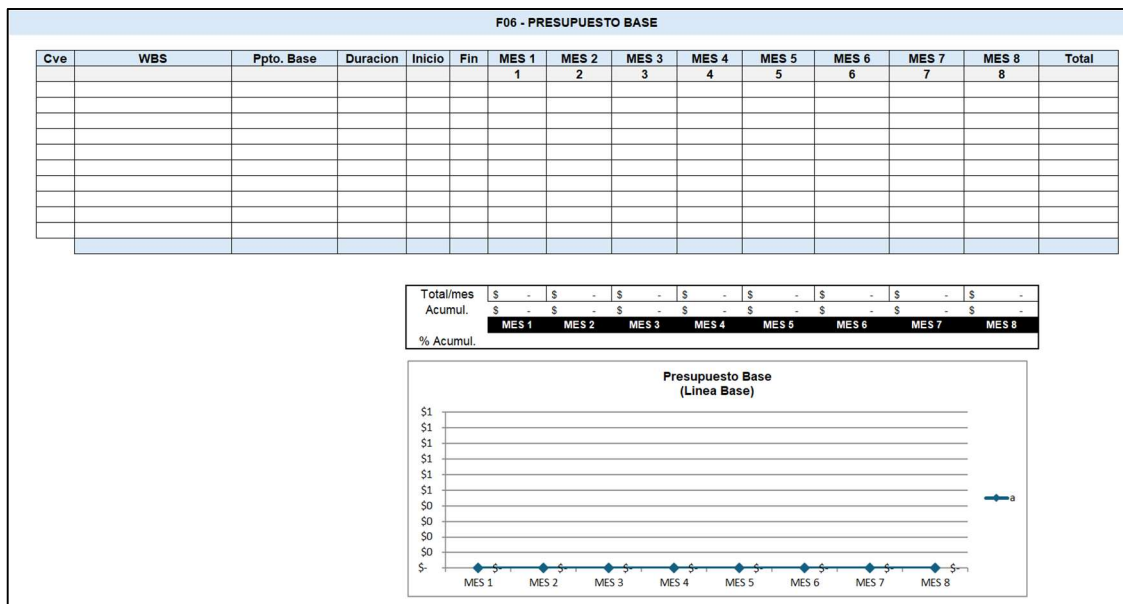 F06 - PRESUPUESTO BASE
Cve WBS Ppto. Base Duracion Inicio Fin MES 1 MES 2 MES 3 MES 4 MES 5 MES 6 MES 7 MES 8 Total
1 2 3 4 5 6 7 8
Total/mes $ - $ - $ - $ - $ - $ - $ - $ -
Acumul. $ - $ - $ - $ - $ - $ - $ - $ -
MES 1 MES 2 MES 3 MES 4 MES 5 MES 6 MES 7 MES 8
% Acumul.
Presupuesto Base
(Linea Base)
$1
$1
$1
$1
$1
$1
$0
$0
$0
$0
$-
$- $- $- $- $- $- $- $-
a
MES 1 MES 2 MES 3 MES 4 MES 5 MES 6 MES 7 MES 8